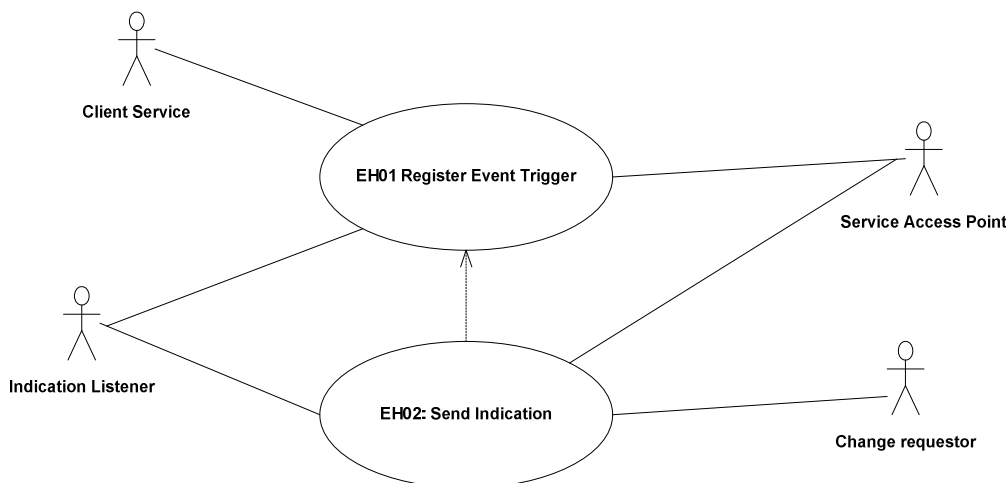 Client Service
EH01 Register Event Trigger
Service Access Point
Indication Listener
EH02: Send Indication
Change requestor